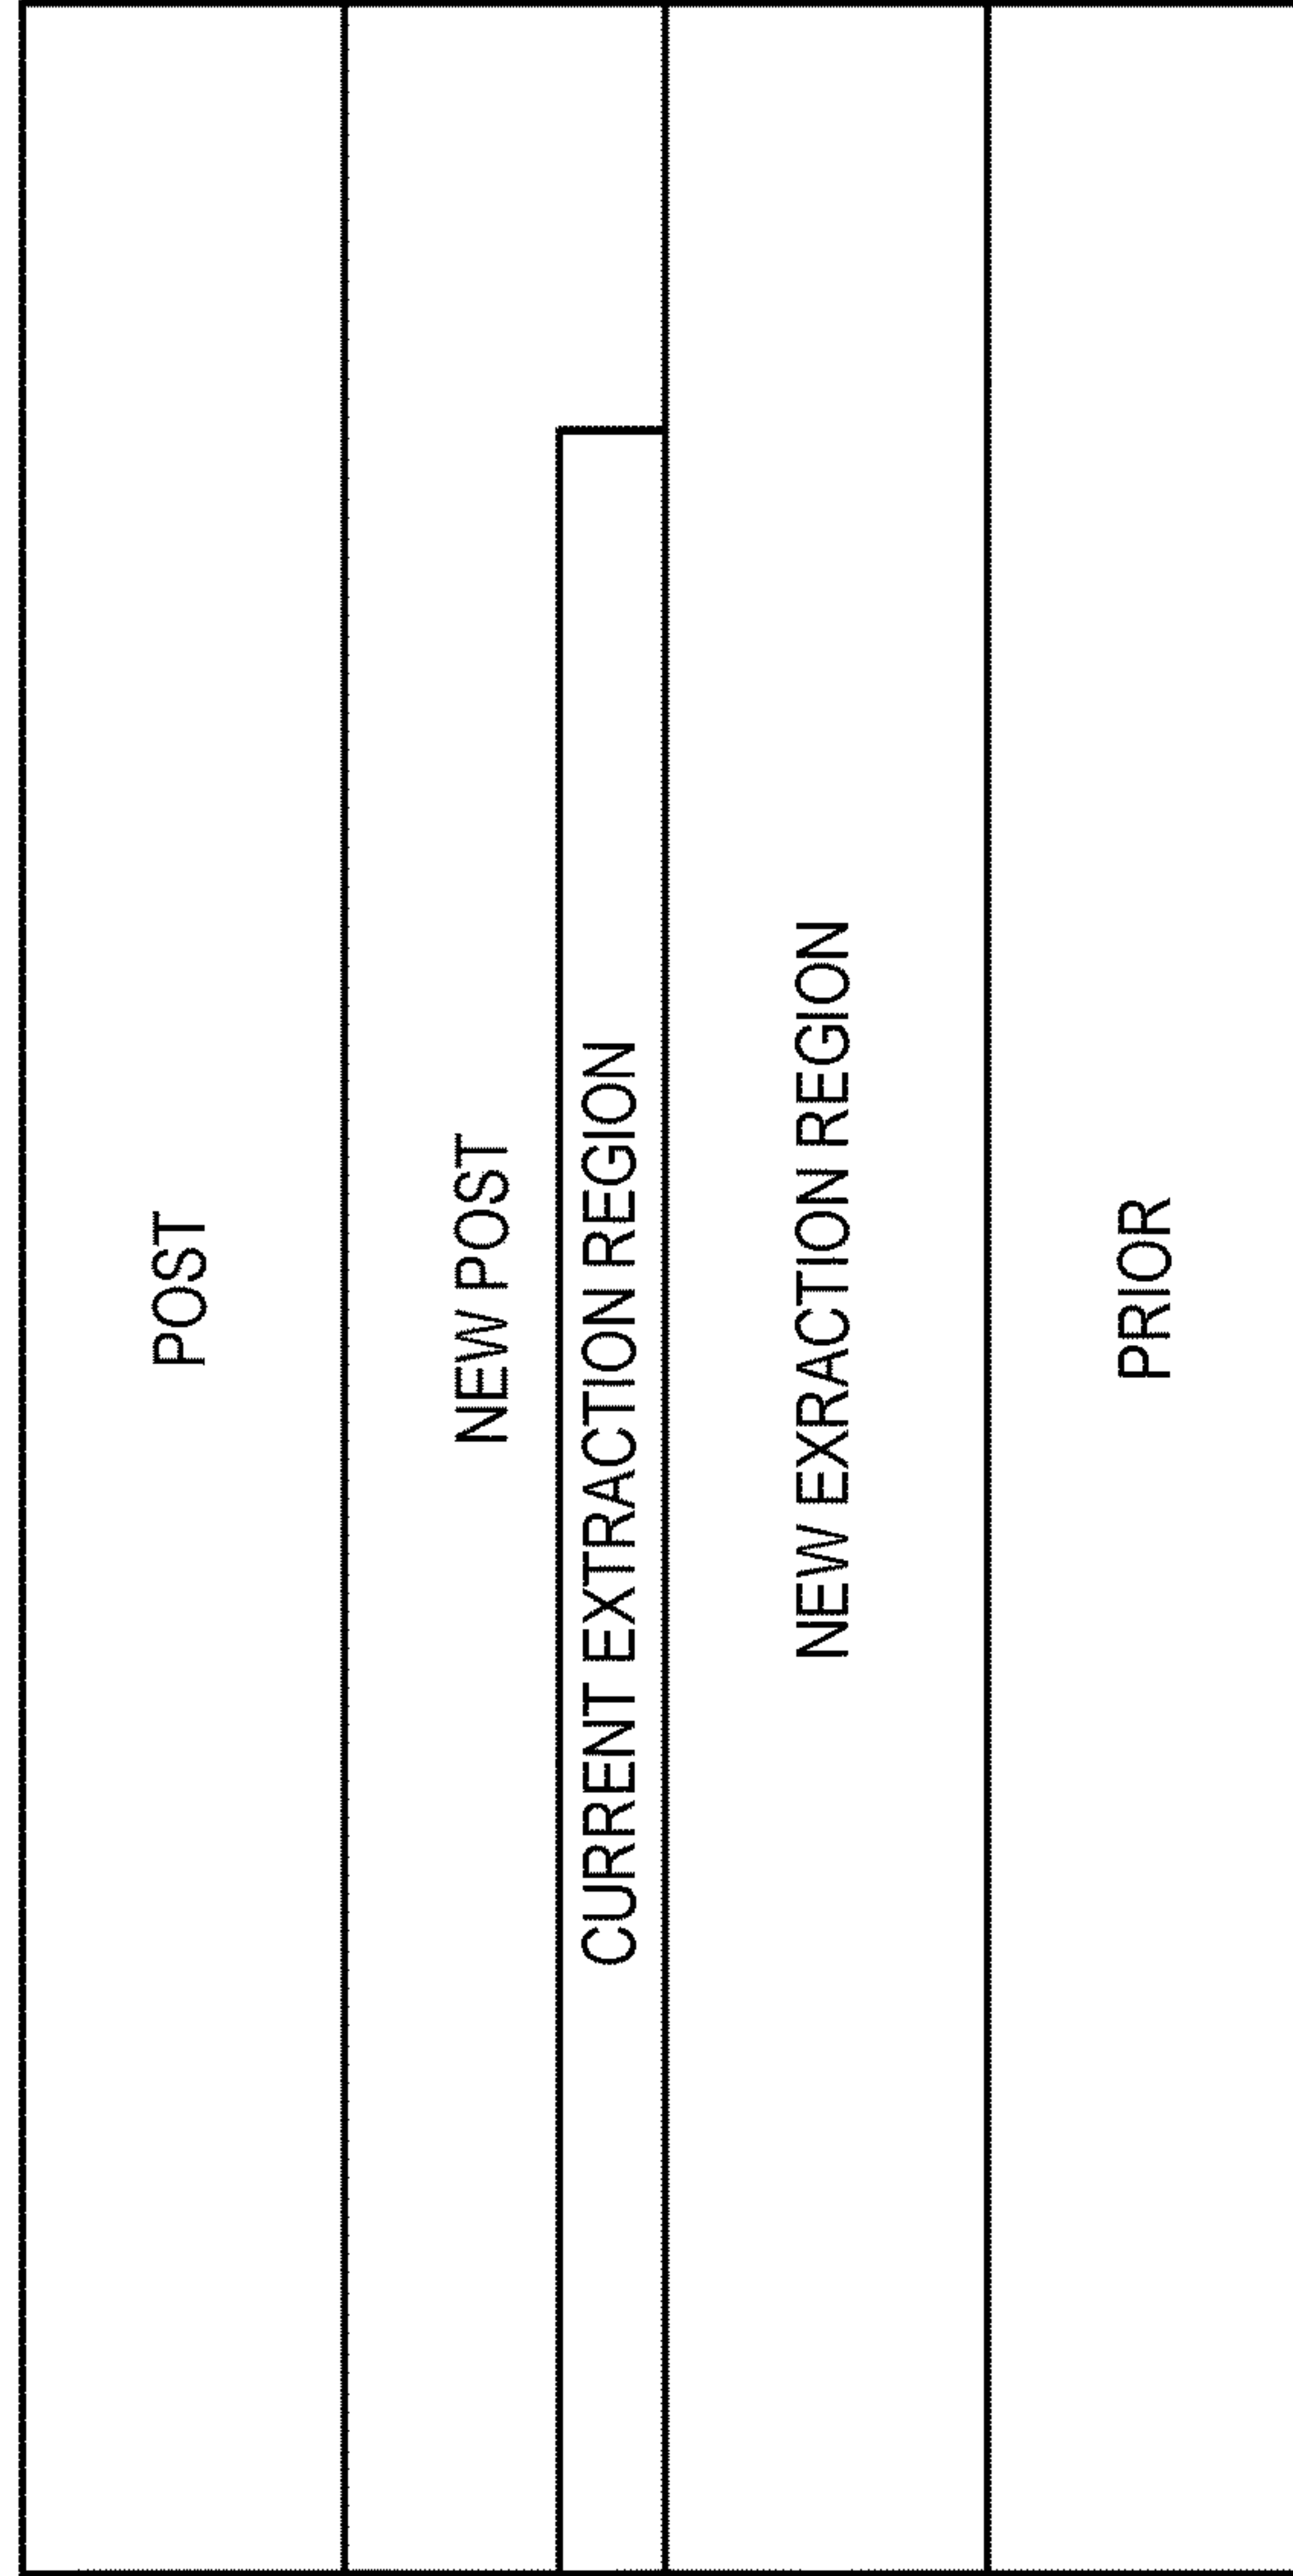 POST
NEW POST
CURRENT EXTRACTION REGION
NEW EXRACTION REGION
PRIOR